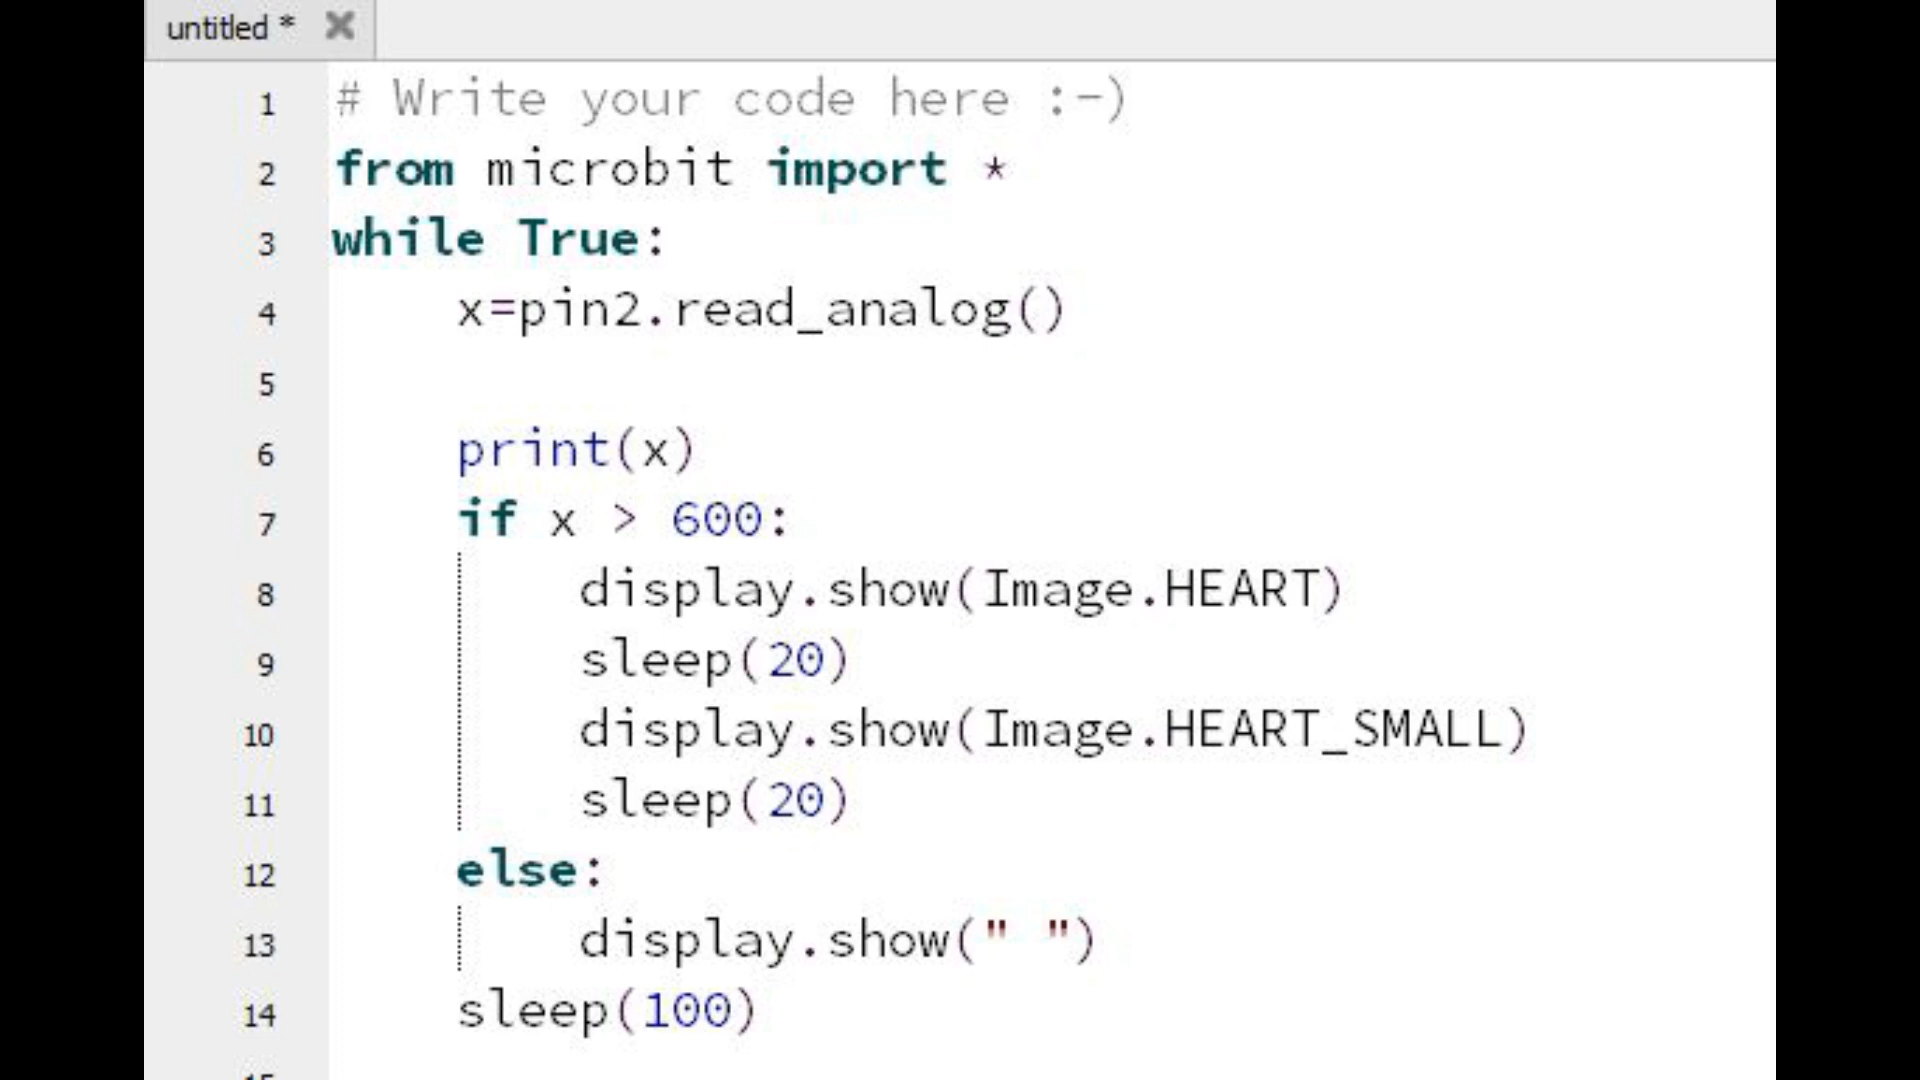 untitled *
1 # Write your code here :-)
2 from microbit import *
3 while True:
4     x=pin2.read_analog()
5
6     print(x)
7     if x > 600:
8         display.show(Image.HEART)
9         sleep(20)
10         display.show(Image.HEART_SMALL)
11         sleep(20)
12     else:
13         display.show(" ")
14     sleep(100)
15